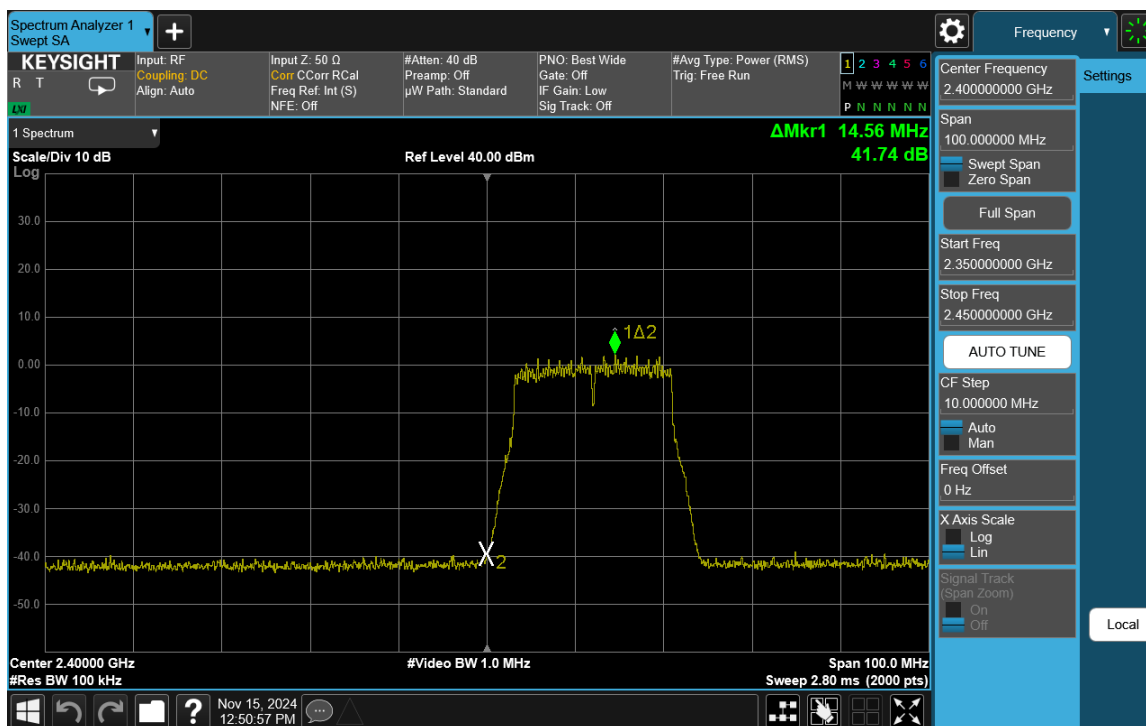 Spectrum Analyzer 1
Swept SA
+
Frequency
KEYSIGHT
R T
LXI
Input: RF
Coupling: DC
Align: Auto
Input Z: 50 Ω
Corr CCorr RCal
Freq Ref: Int (S)
NFE: Off
#Atten: 40 dB
Preamp: Off
µW Path: Standard
PNO: Best Wide
Gate: Off
IF Gain: Low
Sig Track: Off
#Avg Type: Power (RMS)
Trig: Free Run
1 2 3 4 5 6
M W W W W W
P N N N N N
1 Spectrum
Scale/Div 10 dB
Log
Ref Level 40.00 dBm
ΔMkr1 14.56 MHz
41.74 dB
30.0
20.0
10.0
0.00
-10.0
-20.0
-30.0
-40.0
-50.0
1Δ2
X2
Center 2.40000 GHz
#Res BW 100 kHz
#Video BW 1.0 MHz
Span 100.0 MHz
Sweep 2.80 ms (2000 pts)
Center Frequency
2.400000000 GHz
Span
100.000000 MHz
Swept Span
Zero Span
Full Span
Start Freq
2.350000000 GHz
Stop Freq
2.450000000 GHz
AUTO TUNE
CF Step
10.000000 MHz
Auto
Man
Freq Offset
0 Hz
X Axis Scale
Log
Lin
Signal Track
(Span Zoom)
On
Off
Settings
Local
?
Nov 15, 2024
12:50:57 PM